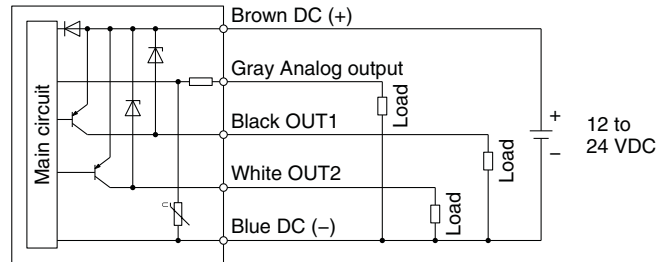 Brown DC (+)
Gray Analog output
Load
Black OUT1
Load
White OUT2
Load
Blue DC (−)
Main circuit
+
−
12 to
24 VDC
U